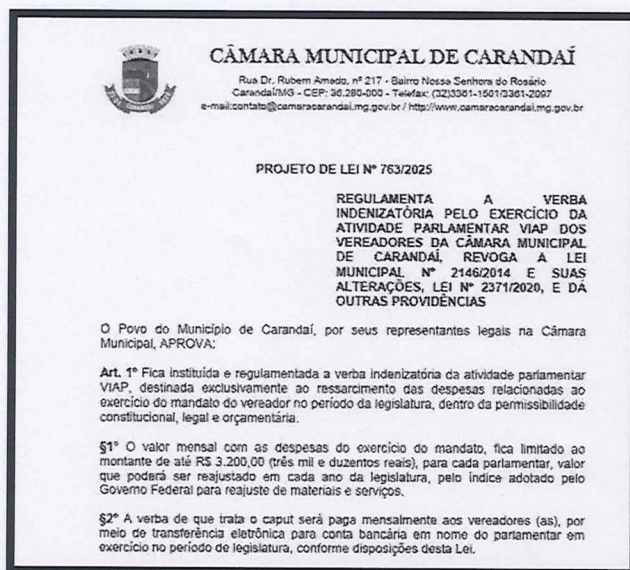 CÂMARA MUNICIPAL DE CARANDAÍ
Rua Dr. Rubem Amado, nº 217 - Bairro Nossa Senhora do Rosário
Carandaí/MG - CEP: 36.280-000 - Telefax: (32)3361-1501/3361-2097
e-mail:contato@camaracarandai.mg.gov.br / http://www.camaracarandai.mg.gov.br
PROJETO DE LEI Nº 763/2025
REGULAMENTA A VERBA
INDENIZATÓRIA PELO EXERCÍCIO DA
ATIVIDADE PARLAMENTAR VIAP DOS
VEREADORES DA CÂMARA MUNICIPAL
DE CARANDAÍ, REVOGA A LEI
MUNICIPAL Nº 2146/2014 E SUAS
ALTERAÇÕES, LEI Nº 2371/2020, E DÁ
OUTRAS PROVIDÊNCIAS
O Povo do Município de Carandaí, por seus representantes legais na Câmara
Municipal, APROVA:
Art. 1º Fica instituída e regulamentada a verba indenizatória da atividade parlamentar
VIAP, destinada exclusivamente ao ressarcimento das despesas relacionadas ao
exercício do mandato do vereador no período da legislatura, dentro da permissibilidade
constitucional, legal e orçamentária.
§1º O valor mensal com as despesas do exercício do mandato, fica limitado ao
montante de até R$ 3.200,00 (três mil e duzentos reais), para cada parlamentar, valor
que poderá ser reajustado em cada ano da legislatura, pelo índice adotado pelo
Governo Federal para reajuste de materiais e serviços.
§2º A verba de que trata o caput será paga mensalmente aos vereadores (as), por
meio de transferência eletrônica para conta bancária em nome do parlamentar em
exercício no período de legislatura, conforme disposições desta Lei.